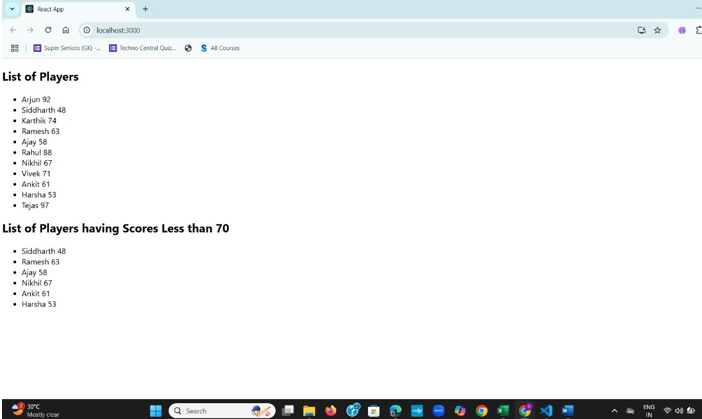 React App
localhost:3000
Super Seniors (GK) -...
Techno Central Quiz...
All Courses
List of Players
Arjun 92
Siddharth 48
Karthik 74
Ramesh 63
Ajay 58
Rahul 88
Nikhil 67
Vivek 71
Ankit 61
Harsha 53
Tejas 97
List of Players having Scores Less than 70
Siddharth 48
Ramesh 63
Ajay 58
Nikhil 67
Ankit 61
Harsha 53
30°C
Mostly clear
Search
ENG
IN